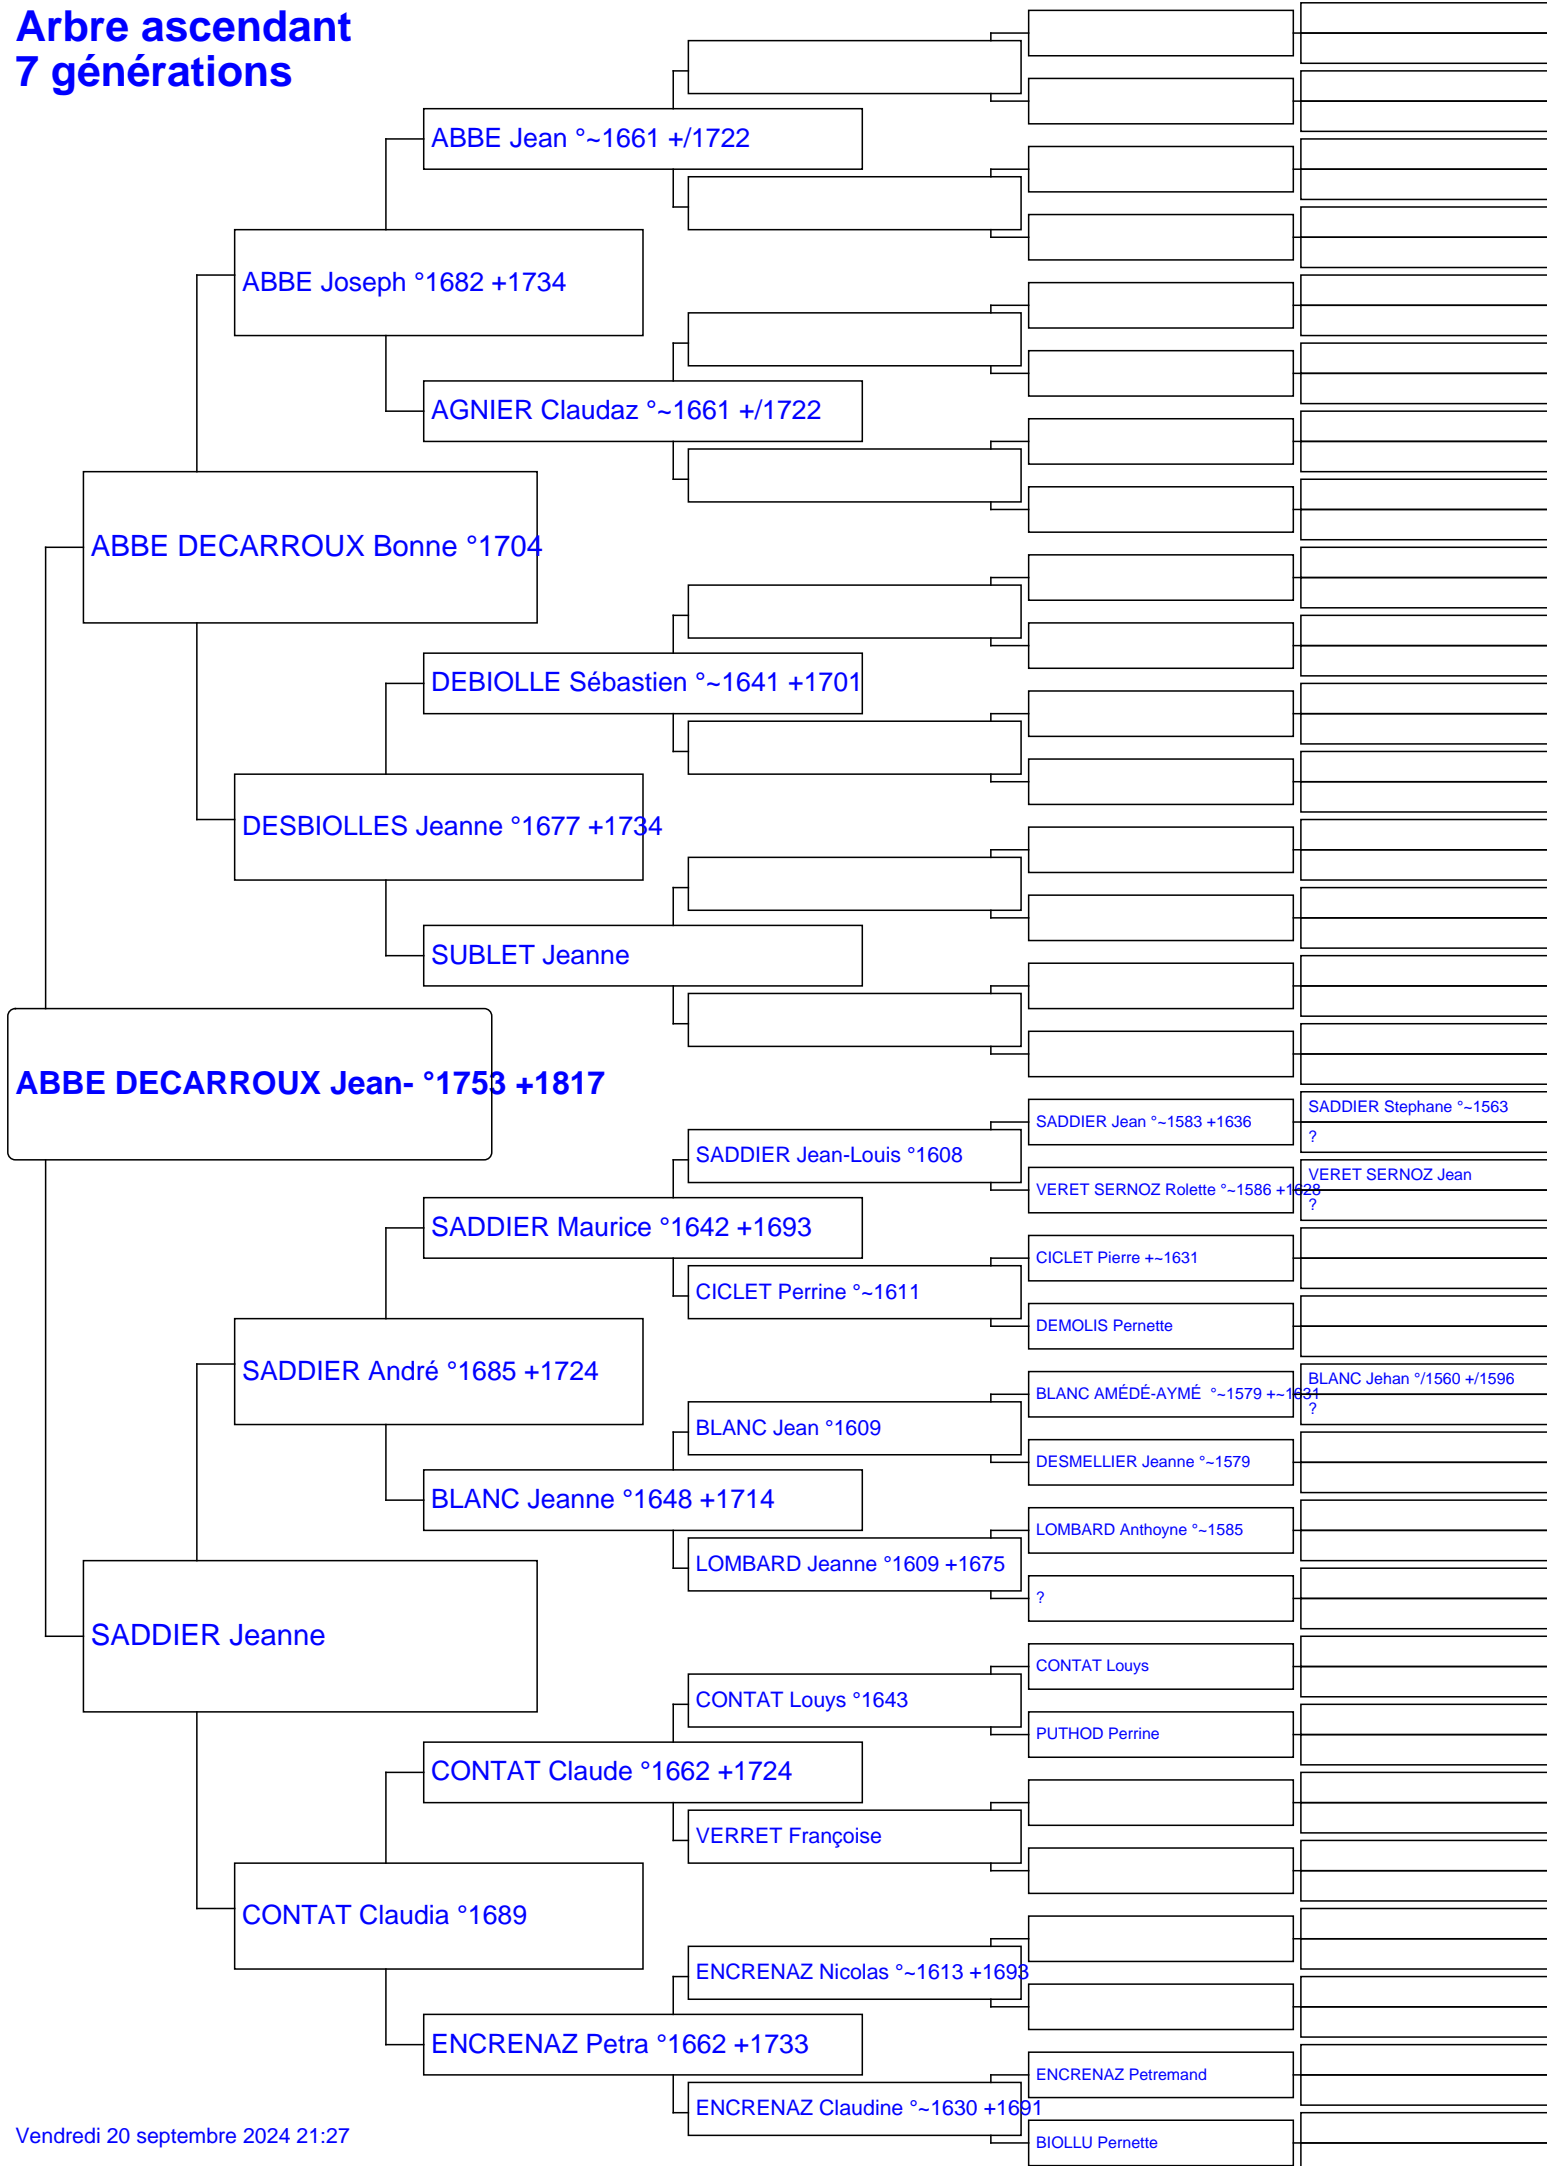 Arbre ascendant
7 générations
ABBE Jean °~1661 +/1722
ABBE Joseph °1682 +1734
AGNIER Claudaz °~1661 +/1722
ABBE DECARROUX Bonne °1704
DEBIOLLE Sébastien °~1641 +1701
DESBIOLLES Jeanne °1677 +1734
SUBLET Jeanne
ABBE DECARROUX Jean- °1753 +1817
SADDIER Stephane °~1563
SADDIER Jean °~1583 +1636
?
SADDIER Jean-Louis °1608
VERET SERNOZ Jean
VERET SERNOZ Rolette °~1586 +1628
?
SADDIER Maurice °1642 +1693
CICLET Pierre +~1631
CICLET Perrine °~1611
DEMOLIS Pernette
SADDIER André °1685 +1724
BLANC Jehan °/1560 +/1596
BLANC AMÉDÉ-AYMÉ  °~1579 +~1631
?
BLANC Jean °1609
DESMELLIER Jeanne °~1579
BLANC Jeanne °1648 +1714
LOMBARD Anthoyne °~1585
LOMBARD Jeanne °1609 +1675
?
SADDIER Jeanne
CONTAT Louys
CONTAT Louys °1643
PUTHOD Perrine
CONTAT Claude °1662 +1724
VERRET Françoise
CONTAT Claudia °1689
ENCRENAZ Nicolas °~1613 +1693
ENCRENAZ Petra °1662 +1733
ENCRENAZ Petremand
ENCRENAZ Claudine °~1630 +1691
BIOLLU Pernette
Vendredi 20 septembre 2024 21:27